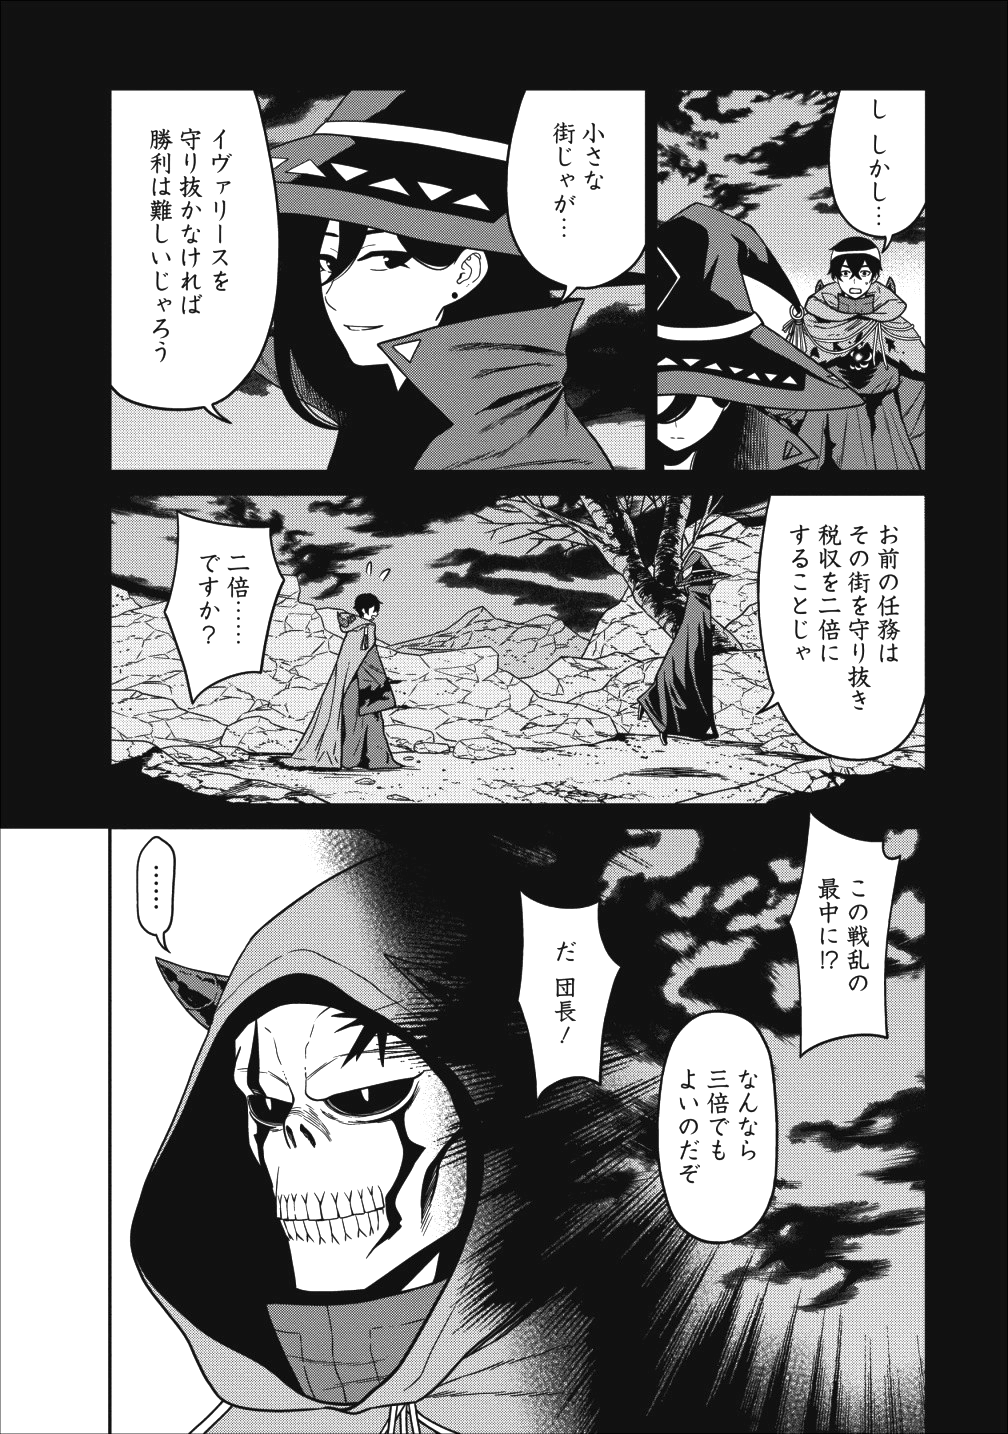 し しかし…
小さな
街じゃが…
イヴァリースを
守り抜かなければ
勝利は難しいじゃろう
お前の任務は
その街を守り抜き
税収を二倍に
することじゃ
二倍……
ですか？
この戦乱の
最中に!?
なんなら
三倍でも
よいのだぞ
だ 団長！
……